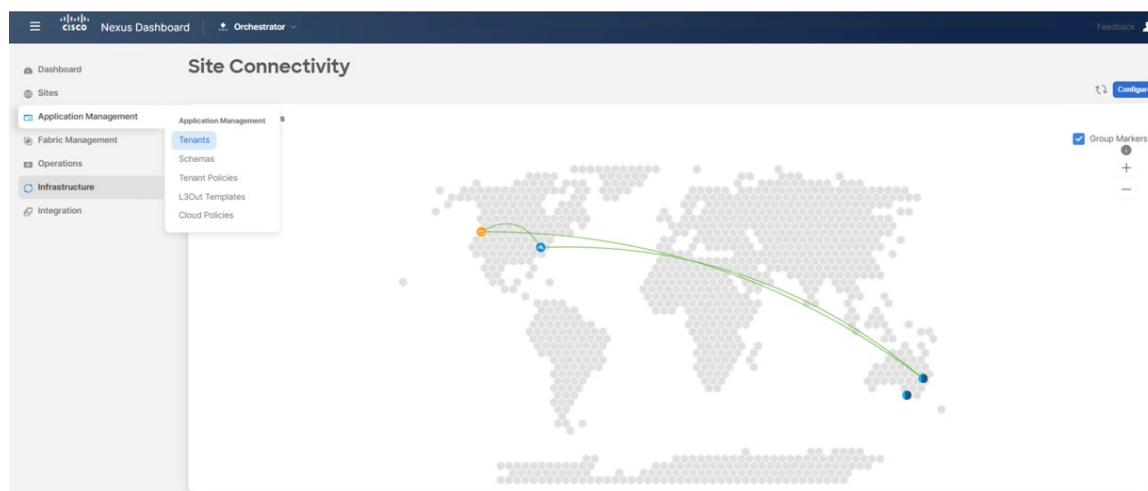 CISCO Nexus Dashboard Orchestrator Feedback
Site Connectivity
Dashboard
Sites
Application Management
Fabric Management
Operations
Infrastructure
Integration
Application Management
Tenants
Schemas
Tenant Policies
L3Out Templates
Cloud Policies
s
Configure
Group Markers